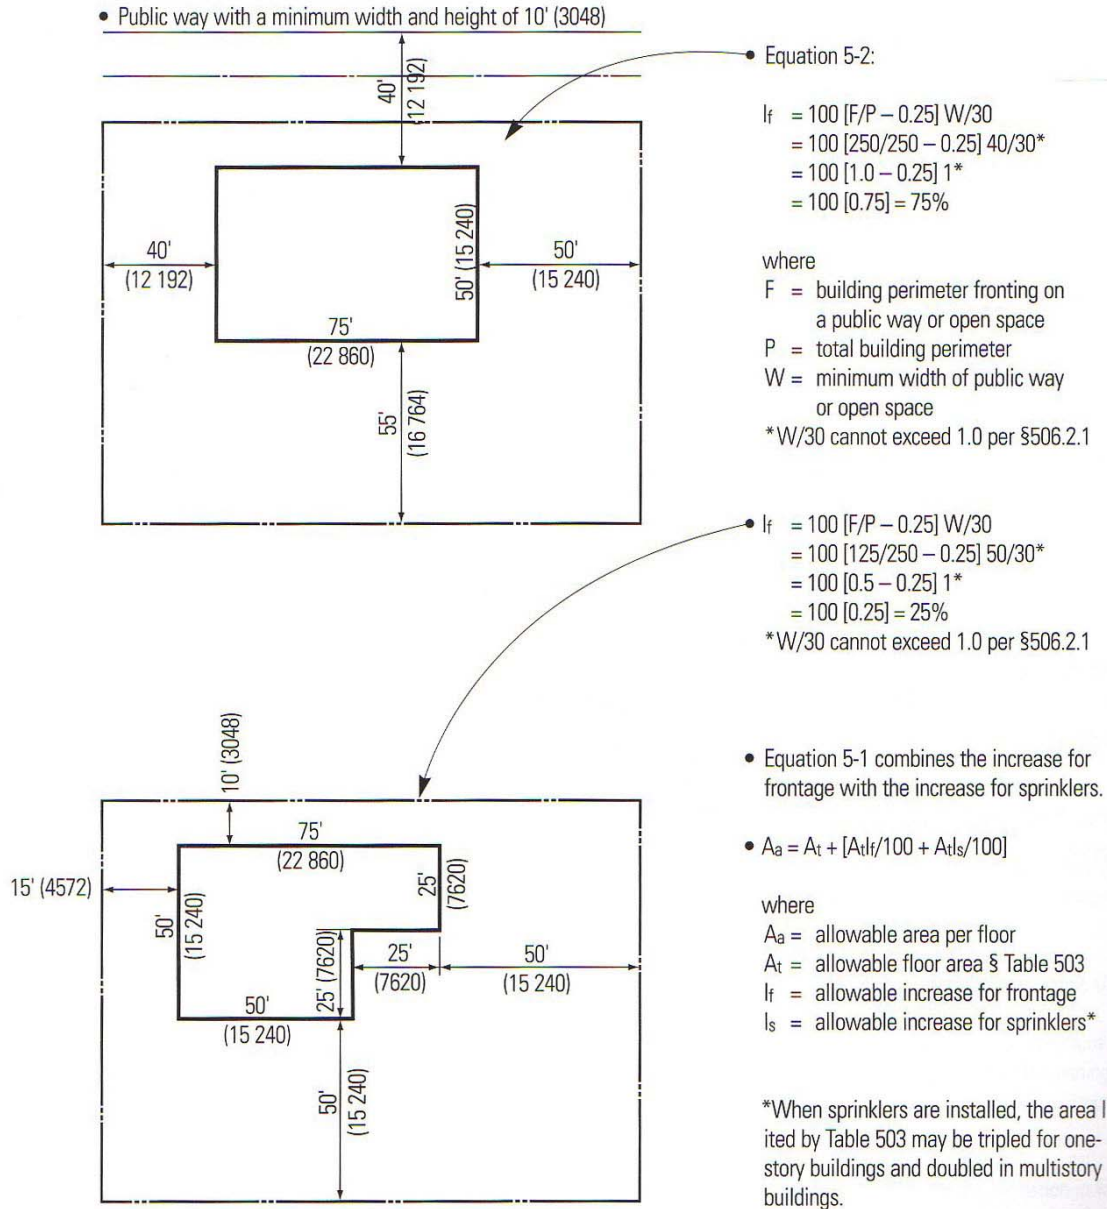 • Public way with a minimum width and height of 10' (3048)
40'
(12 192)
40'
(12 192)
50' (15 240)
50'
(15 240)
75'
(22 860)
55'
(16 764)
• Equation 5-2:
If = 100 [F/P – 0.25] W/30
= 100 [250/250 – 0.25] 40/30*
= 100 [1.0 – 0.25] 1*
= 100 [0.75] = 75%
where
F = building perimeter fronting on
a public way or open space
P = total building perimeter
W = minimum width of public way
or open space
*W/30 cannot exceed 1.0 per §506.2.1
• If = 100 [F/P – 0.25] W/30
= 100 [125/250 – 0.25] 50/30*
= 100 [0.5 – 0.25] 1*
= 100 [0.25] = 25%
*W/30 cannot exceed 1.0 per §506.2.1
10' (3048)
75'
(22 860)
15' (4572)
50'
(15 240)
25'
(7620)
25' (7620)
25'
(7620)
50'
(15 240)
50'
(15 240)
50'
(15 240)
• Equation 5-1 combines the increase for
frontage with the increase for sprinklers.
• Aa = At + [AtIf/100 + AtIs/100]
where
Aa = allowable area per floor
At = allowable floor area § Table 503
If = allowable increase for frontage
Is = allowable increase for sprinklers*
*When sprinklers are installed, the area l
ited by Table 503 may be tripled for one-
story buildings and doubled in multistory
buildings.